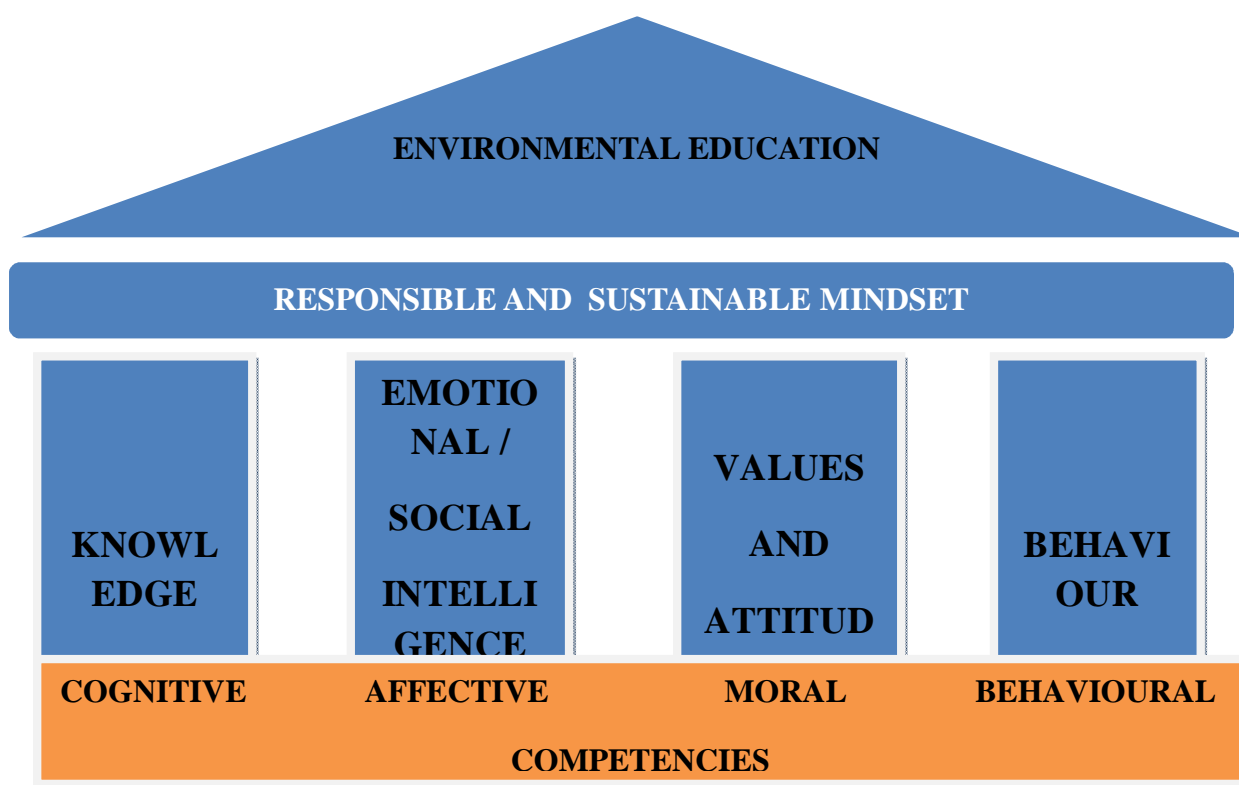 ENVIRONMENTAL EDUCATION
RESPONSIBLE AND SUSTAINABLE MINDSET
KNOWL
EDGE
EMOTIO
NAL /
SOCIAL
INTELLI
GENCE
VALUES
AND
ATTITUD
BEHAVI
OUR
COGNITIVE AFFECTIVE MORAL BEHAVIOURAL
COMPETENCIES